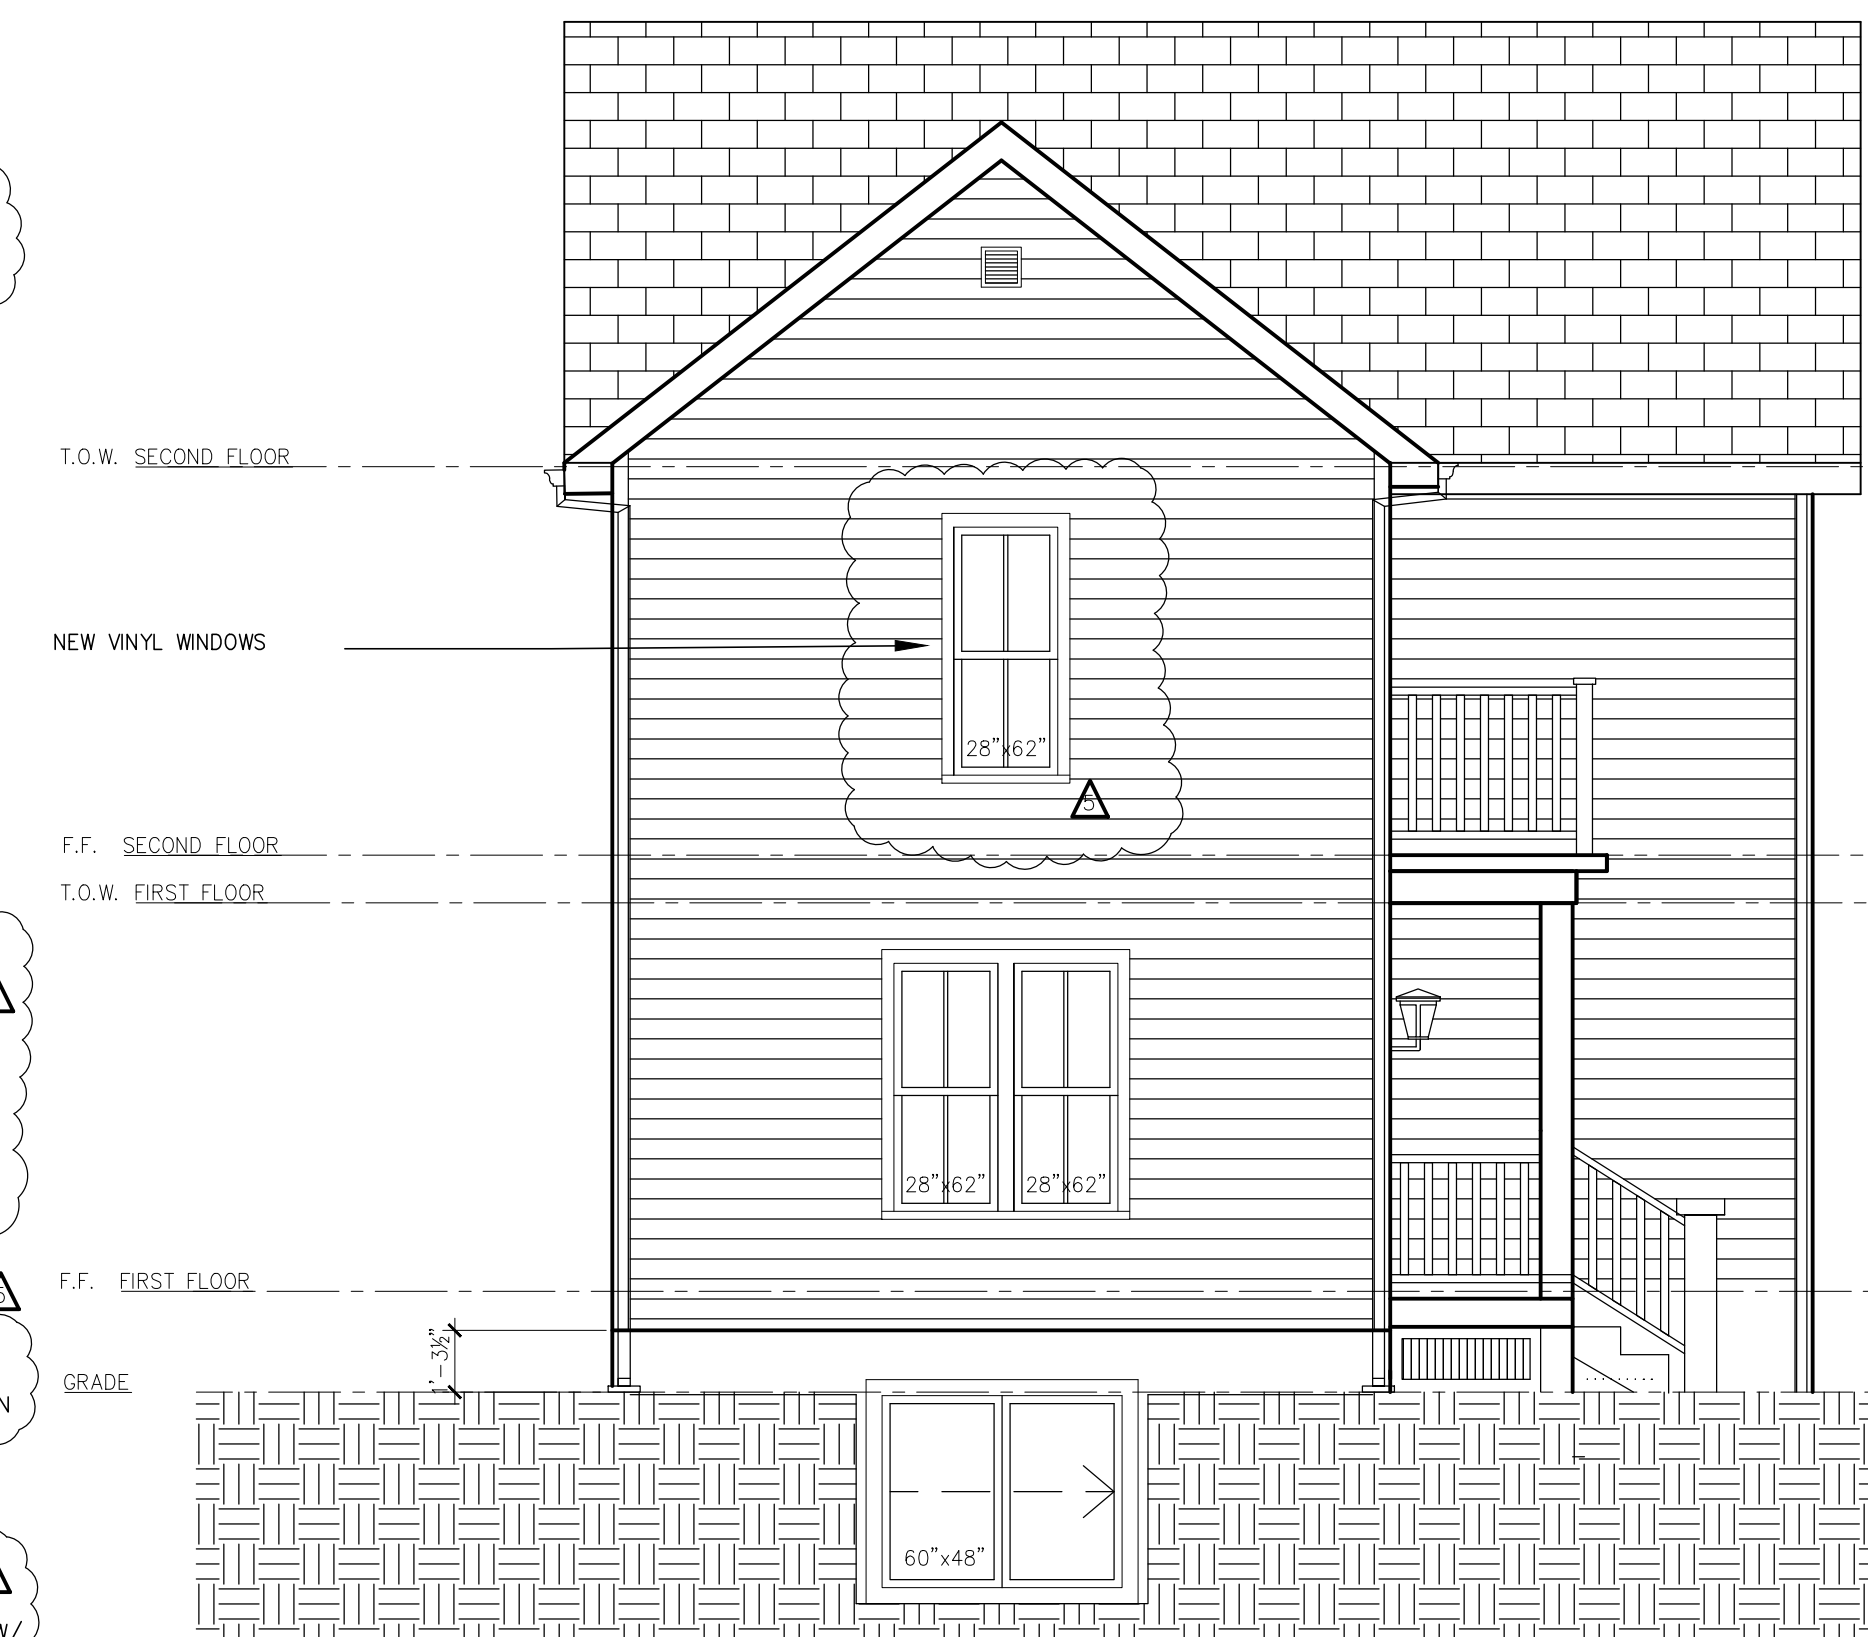 T.O.W. SECOND FLOOR
NEW VINYL WINDOWS
28"x62"
5
F.F. SECOND FLOOR
T.O.W. FIRST FLOOR
28"x62" 28"x62"
F.F. FIRST FLOOR
1'-3½"
GRADE
N
60"x48"
W/